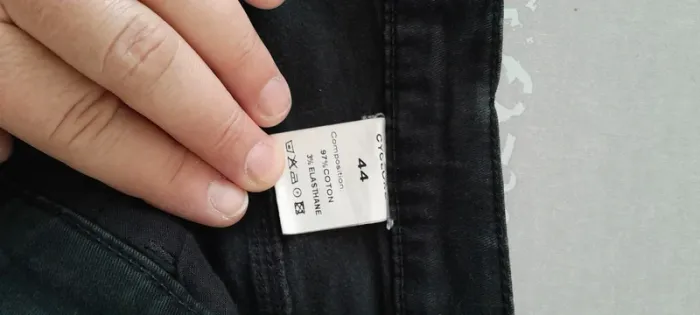 44
Composition
97% COTON
3% ELASTHANE